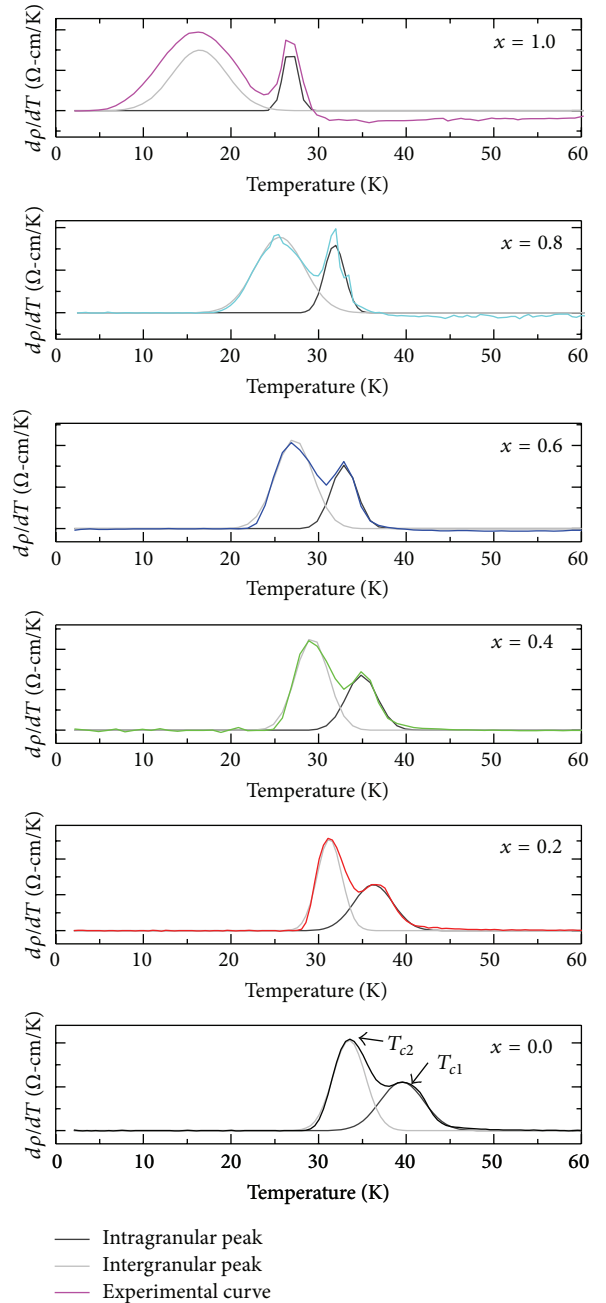 x = 1.0
dρ/dT (Ω-cm/K)
0 10 20 30 40 50 60
Temperature (K)
x = 0.8
dρ/dT (Ω-cm/K)
0 10 20 30 40 50 60
Temperature (K)
x = 0.6
dρ/dT (Ω-cm/K)
0 10 20 30 40 50 60
Temperature (K)
x = 0.4
dρ/dT (Ω-cm/K)
0 10 20 30 40 50 60
Temperature (K)
x = 0.2
dρ/dT (Ω-cm/K)
0 10 20 30 40 50 60
Temperature (K)
x = 0.0
T_{c2}
T_{c1}
dρ/dT (Ω-cm/K)
0 10 20 30 40 50 60
Temperature (K)
Intragranular peak
Intergranular peak
Experimental curve